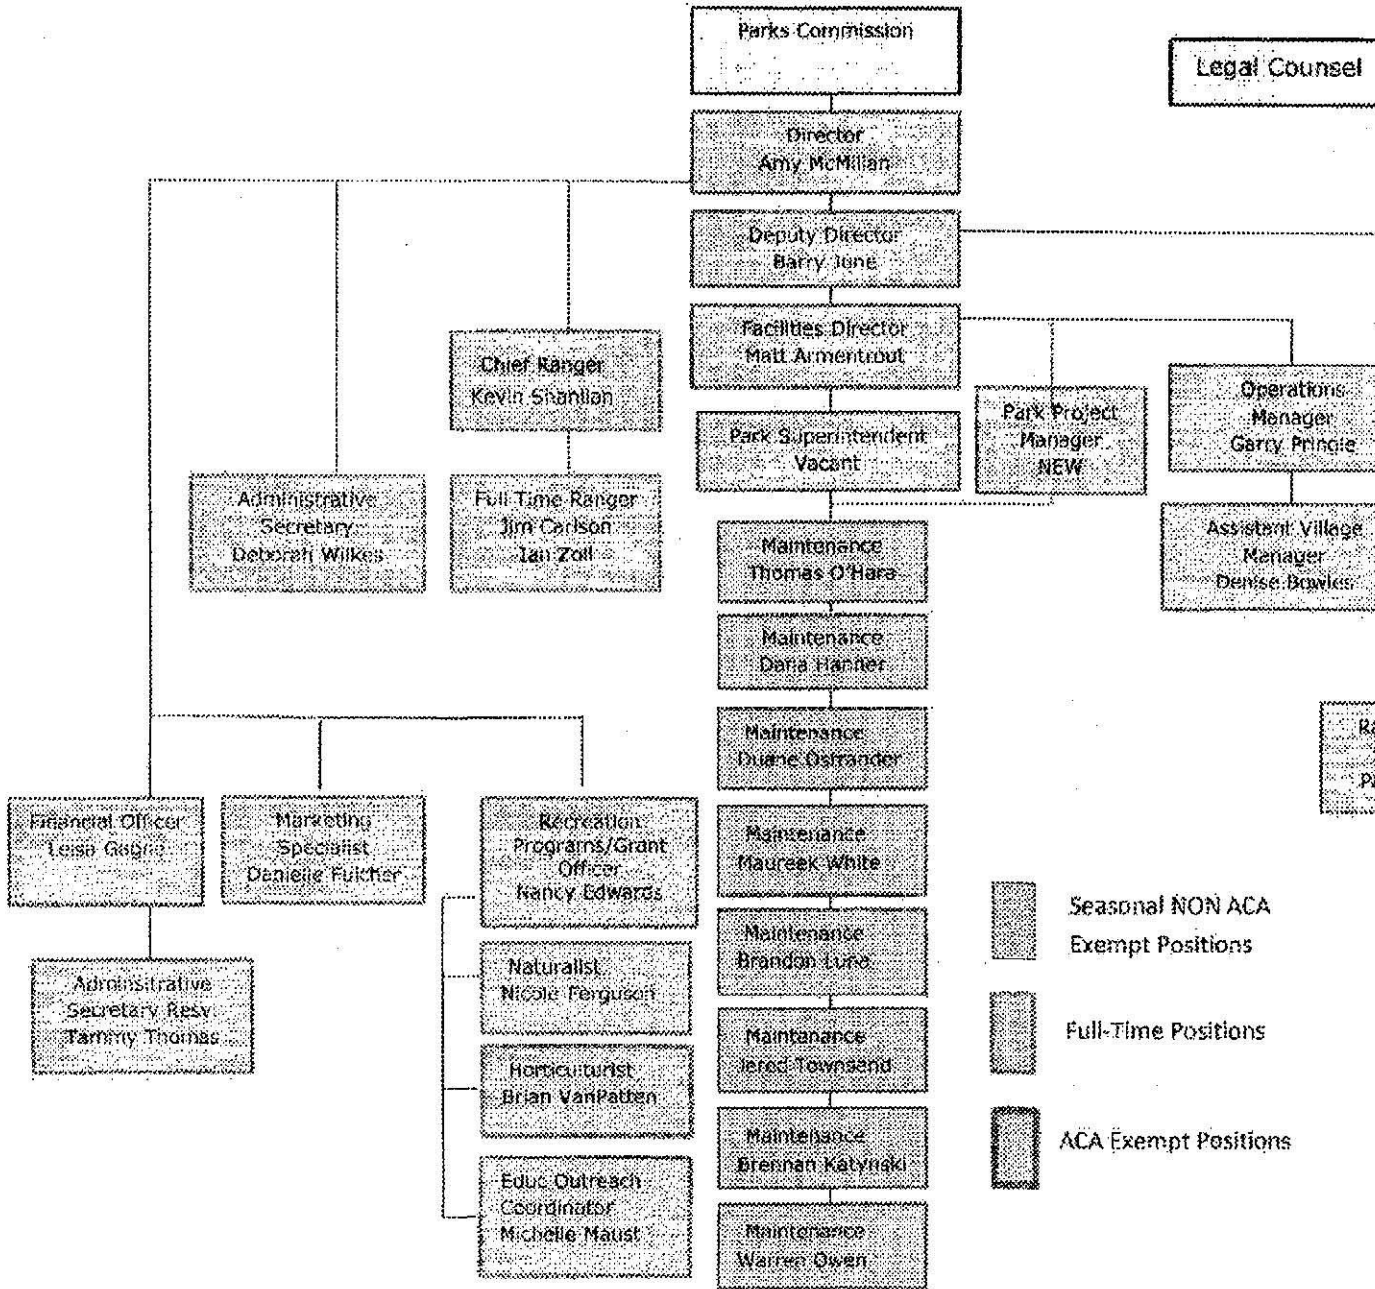 Parks Commission
Legal Counsel
Director
Amy McMillan
Deputy Director
Barry June
Facilities Director
Matt Armentrout
Chief Ranger
Kevin Shanlian
Operations
Manager
Garry Pringle
Park Project
Manager
NEW
Park Superintendent
Vacant
Administrative
Secretary
Deborah Wilkes
Full Time Ranger
Jim Carlson
Ian Zoll
Assistant Village
Manager
Denise Bowles
Maintenance
Thomas O'Hara
Maintenance
Dana Hanner
Maintenance
Duane Ostrander
Ra
Pa
Financial Officer
Leisa Gagne
Marketing
Specialist
Danielle Fulcher
Recreation
Programs/Grant
Officer
Nancy Edwards
Maintenance
Maureek White
Maintenance
Brandon Luna
Seasonal NON ACA
Exempt Positions
Naturalist
Nicole Ferguson
Adminsitrative
Secretary Resv.
Tammy Thomas
Maintanance
Jered Townsend
Full-Time Positions
Horticulturist
Brian VanPatten
Maintenance
Brennan Katynski
ACA Exempt Positions
Educ Outreach
Coordinator
Michelle Maust
Maintenance
Warren Owen